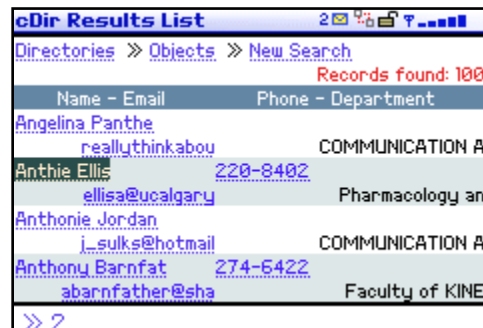 cDir Results List 2
Directories >> Objects >> New Search
Records found: 100
Name - Email Phone - Department
Angelina Panthe
reallythinkabou COMMUNICATION A
Anthie Ellis 220-8402
ellisa@ucalgary Pharmacology an
Anthonie Jordan
j_sulks@hotmail COMMUNICATION A
Anthony Barnfat 274-6422
abarnfather@sha Faculty of KINE
>> 2